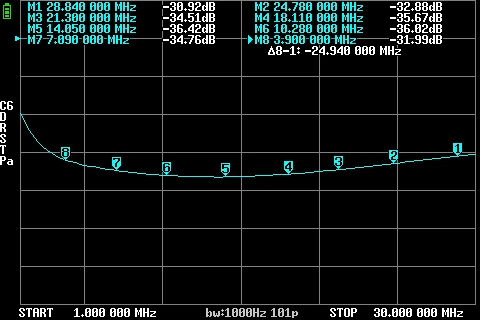 M1 28.840 000 MHz -30.92dB M2 24.780 000 MHz -32.88dB
M3 21.300 000 MHz -34.51dB M4 18.110 000 MHz -35.67dB
M5 14.050 000 MHz -36.42dB M6 10.280 000 MHz -36.02dB
M7 7.090 000 MHz -34.76dB M8 3.900 000 MHz -31.99dB
Δ8-1: -24.940 000 MHz
C6
D
R
S
T
Pa
8 7 6 5 4 3 2 1
START 1.000 000 MHz bw:1000Hz 101p STOP 30.000 000 MHz